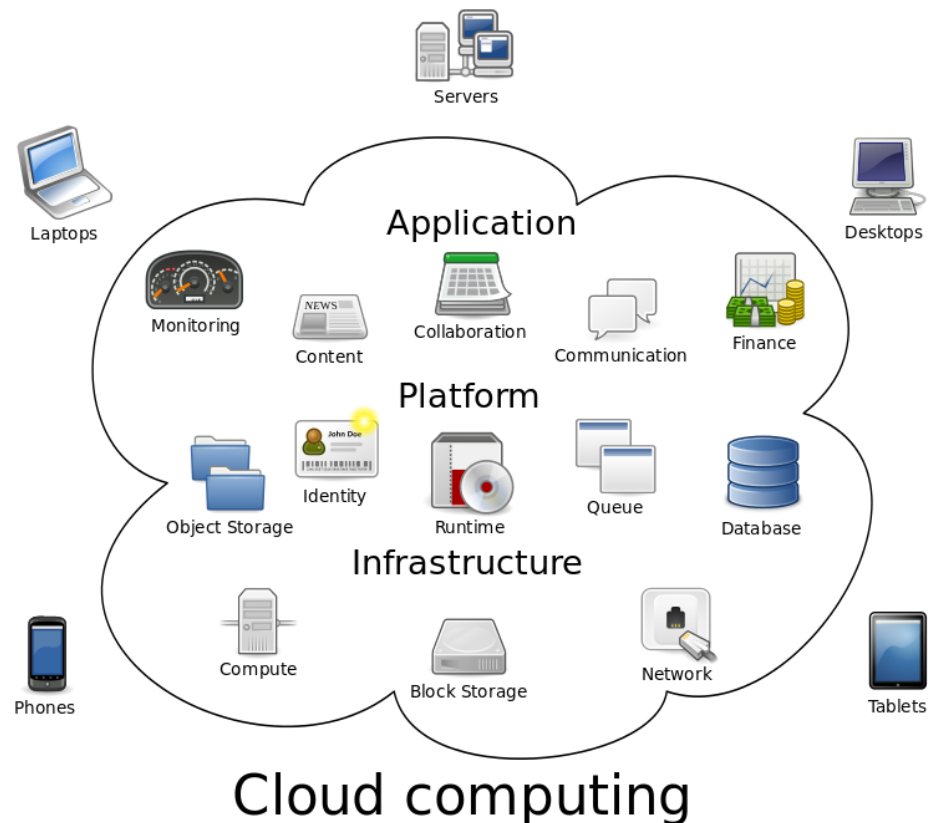 Servers
Laptops
Desktops
Application
Monitoring
NEWS
Content
Collaboration
Communication
Finance
Platform
Object Storage
John Doe
Identity
Runtime
Queue
Database
Infrastructure
Compute
Block Storage
Network
Phones
Tablets
Cloud computing